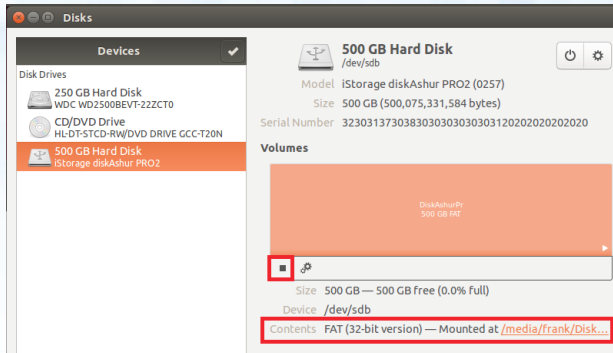 Disks
Devices
Disk Drives
250 GB Hard Disk
WDC WD2500BEVT-22ZCT0
CD/DVD Drive
HL-DT-STCD-RW/DVD DRIVE GCC-T20N
500 GB Hard Disk
iStorage diskAshur PRO2
500 GB Hard Disk
/dev/sdb
Model iStorage diskAshur PRO2 (0257)
Size 500 GB (500,075,331,584 bytes)
Serial Number 32303137303830303030303031202020202020
Volumes
DiskAshurPr
500 GB FAT
Size 500 GB — 500 GB free (0.0% full)
Device /dev/sdb
Contents FAT (32-bit version) — Mounted at /media/frank/Disk...